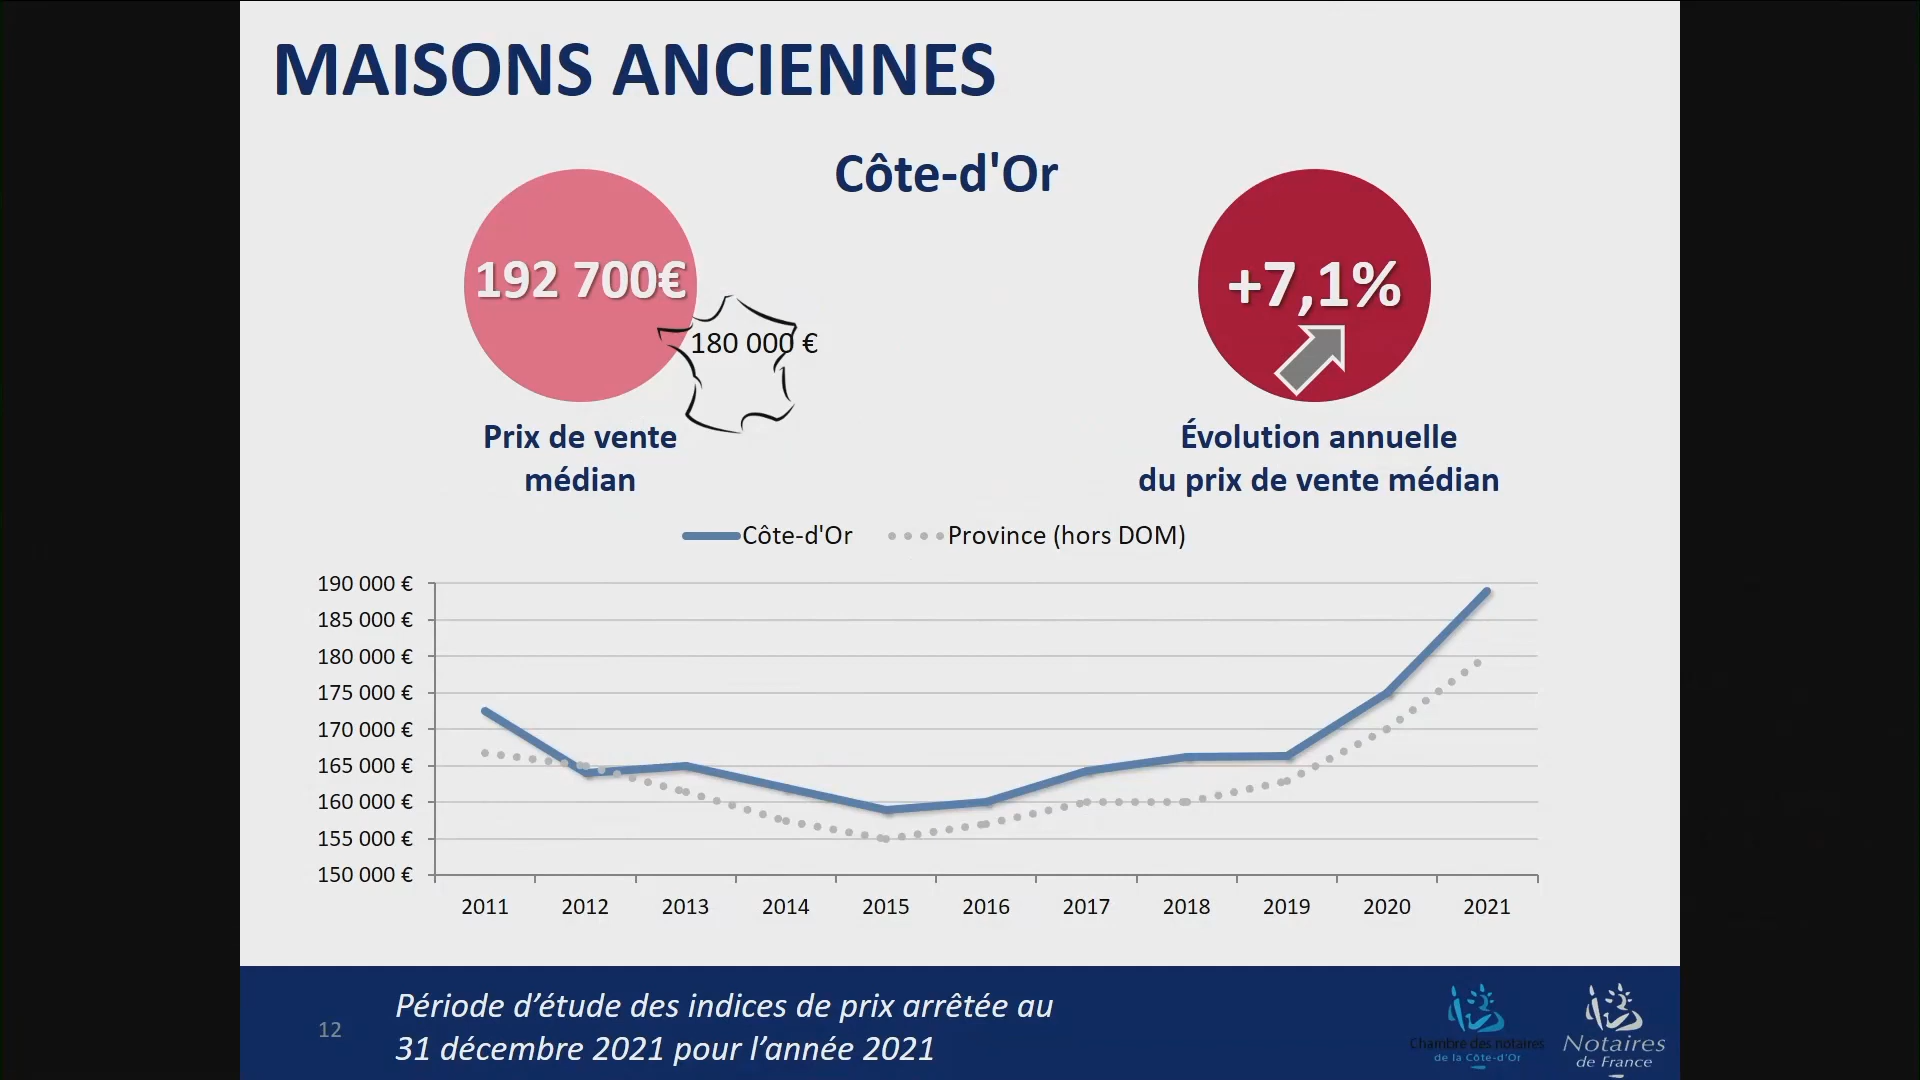 MAISONS ANCIENNES
Côte-d'Or
192 700€
180 000 €
+7,1%
Prix de vente
médian
Évolution annuelle
du prix de vente médian
Côte-d'Or
Province (hors DOM)
190 000 €
185 000 €
180 000 €
175 000 €
170 000 €
165 000 €
160 000 €
155 000 €
150 000 €
2011 2012 2013 2014 2015 2016 2017 2018 2019 2020 2021
12
Période d’étude des indices de prix arrêtée au
31 décembre 2021 pour l’année 2021
Chambre des notaires
de la Côte-d'Or
Notaires
de France